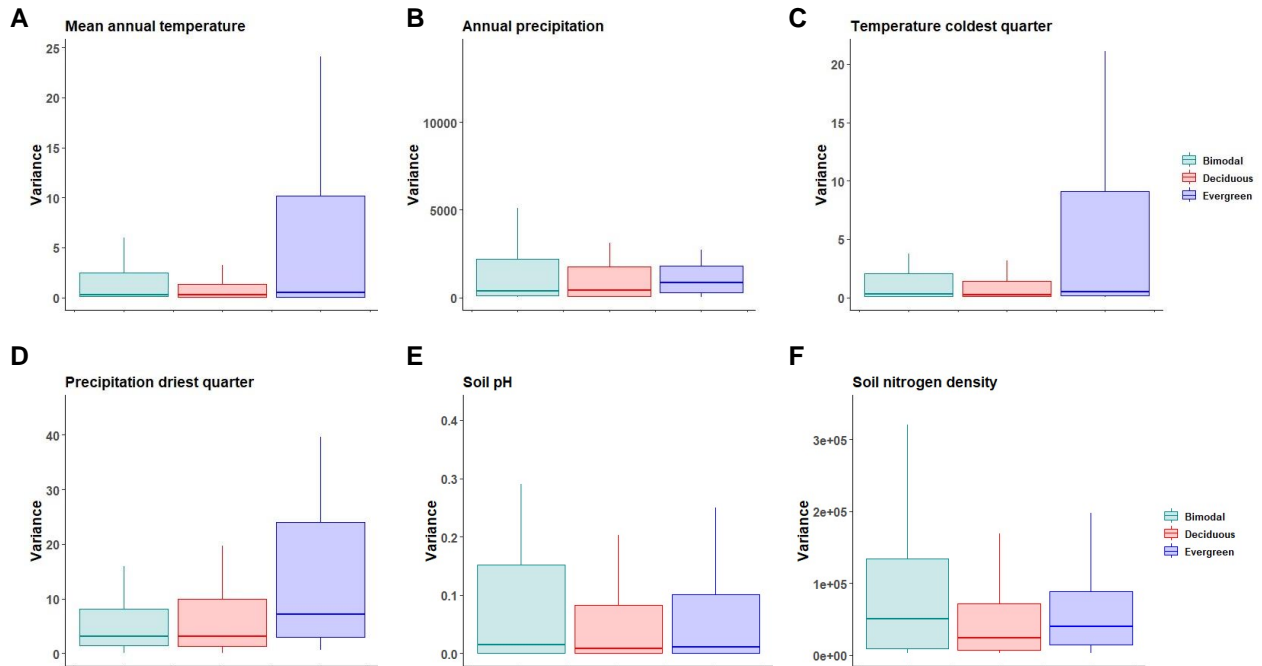 A
Mean annual temperature
Variance
25
20
15
10
5
0
B
Annual precipitation
Variance
10000
5000
0
C
Temperature coldest quarter
Variance
20
15
10
5
0
Bimodal
Deciduous
Evergreen
D
Precipitation driest quarter
Variance
40
30
20
10
0
E
Soil pH
Variance
0.4
0.3
0.2
0.1
0.0
F
Soil nitrogen density
Variance
3e+05
2e+05
1e+05
0e+00
Bimodal
Deciduous
Evergreen